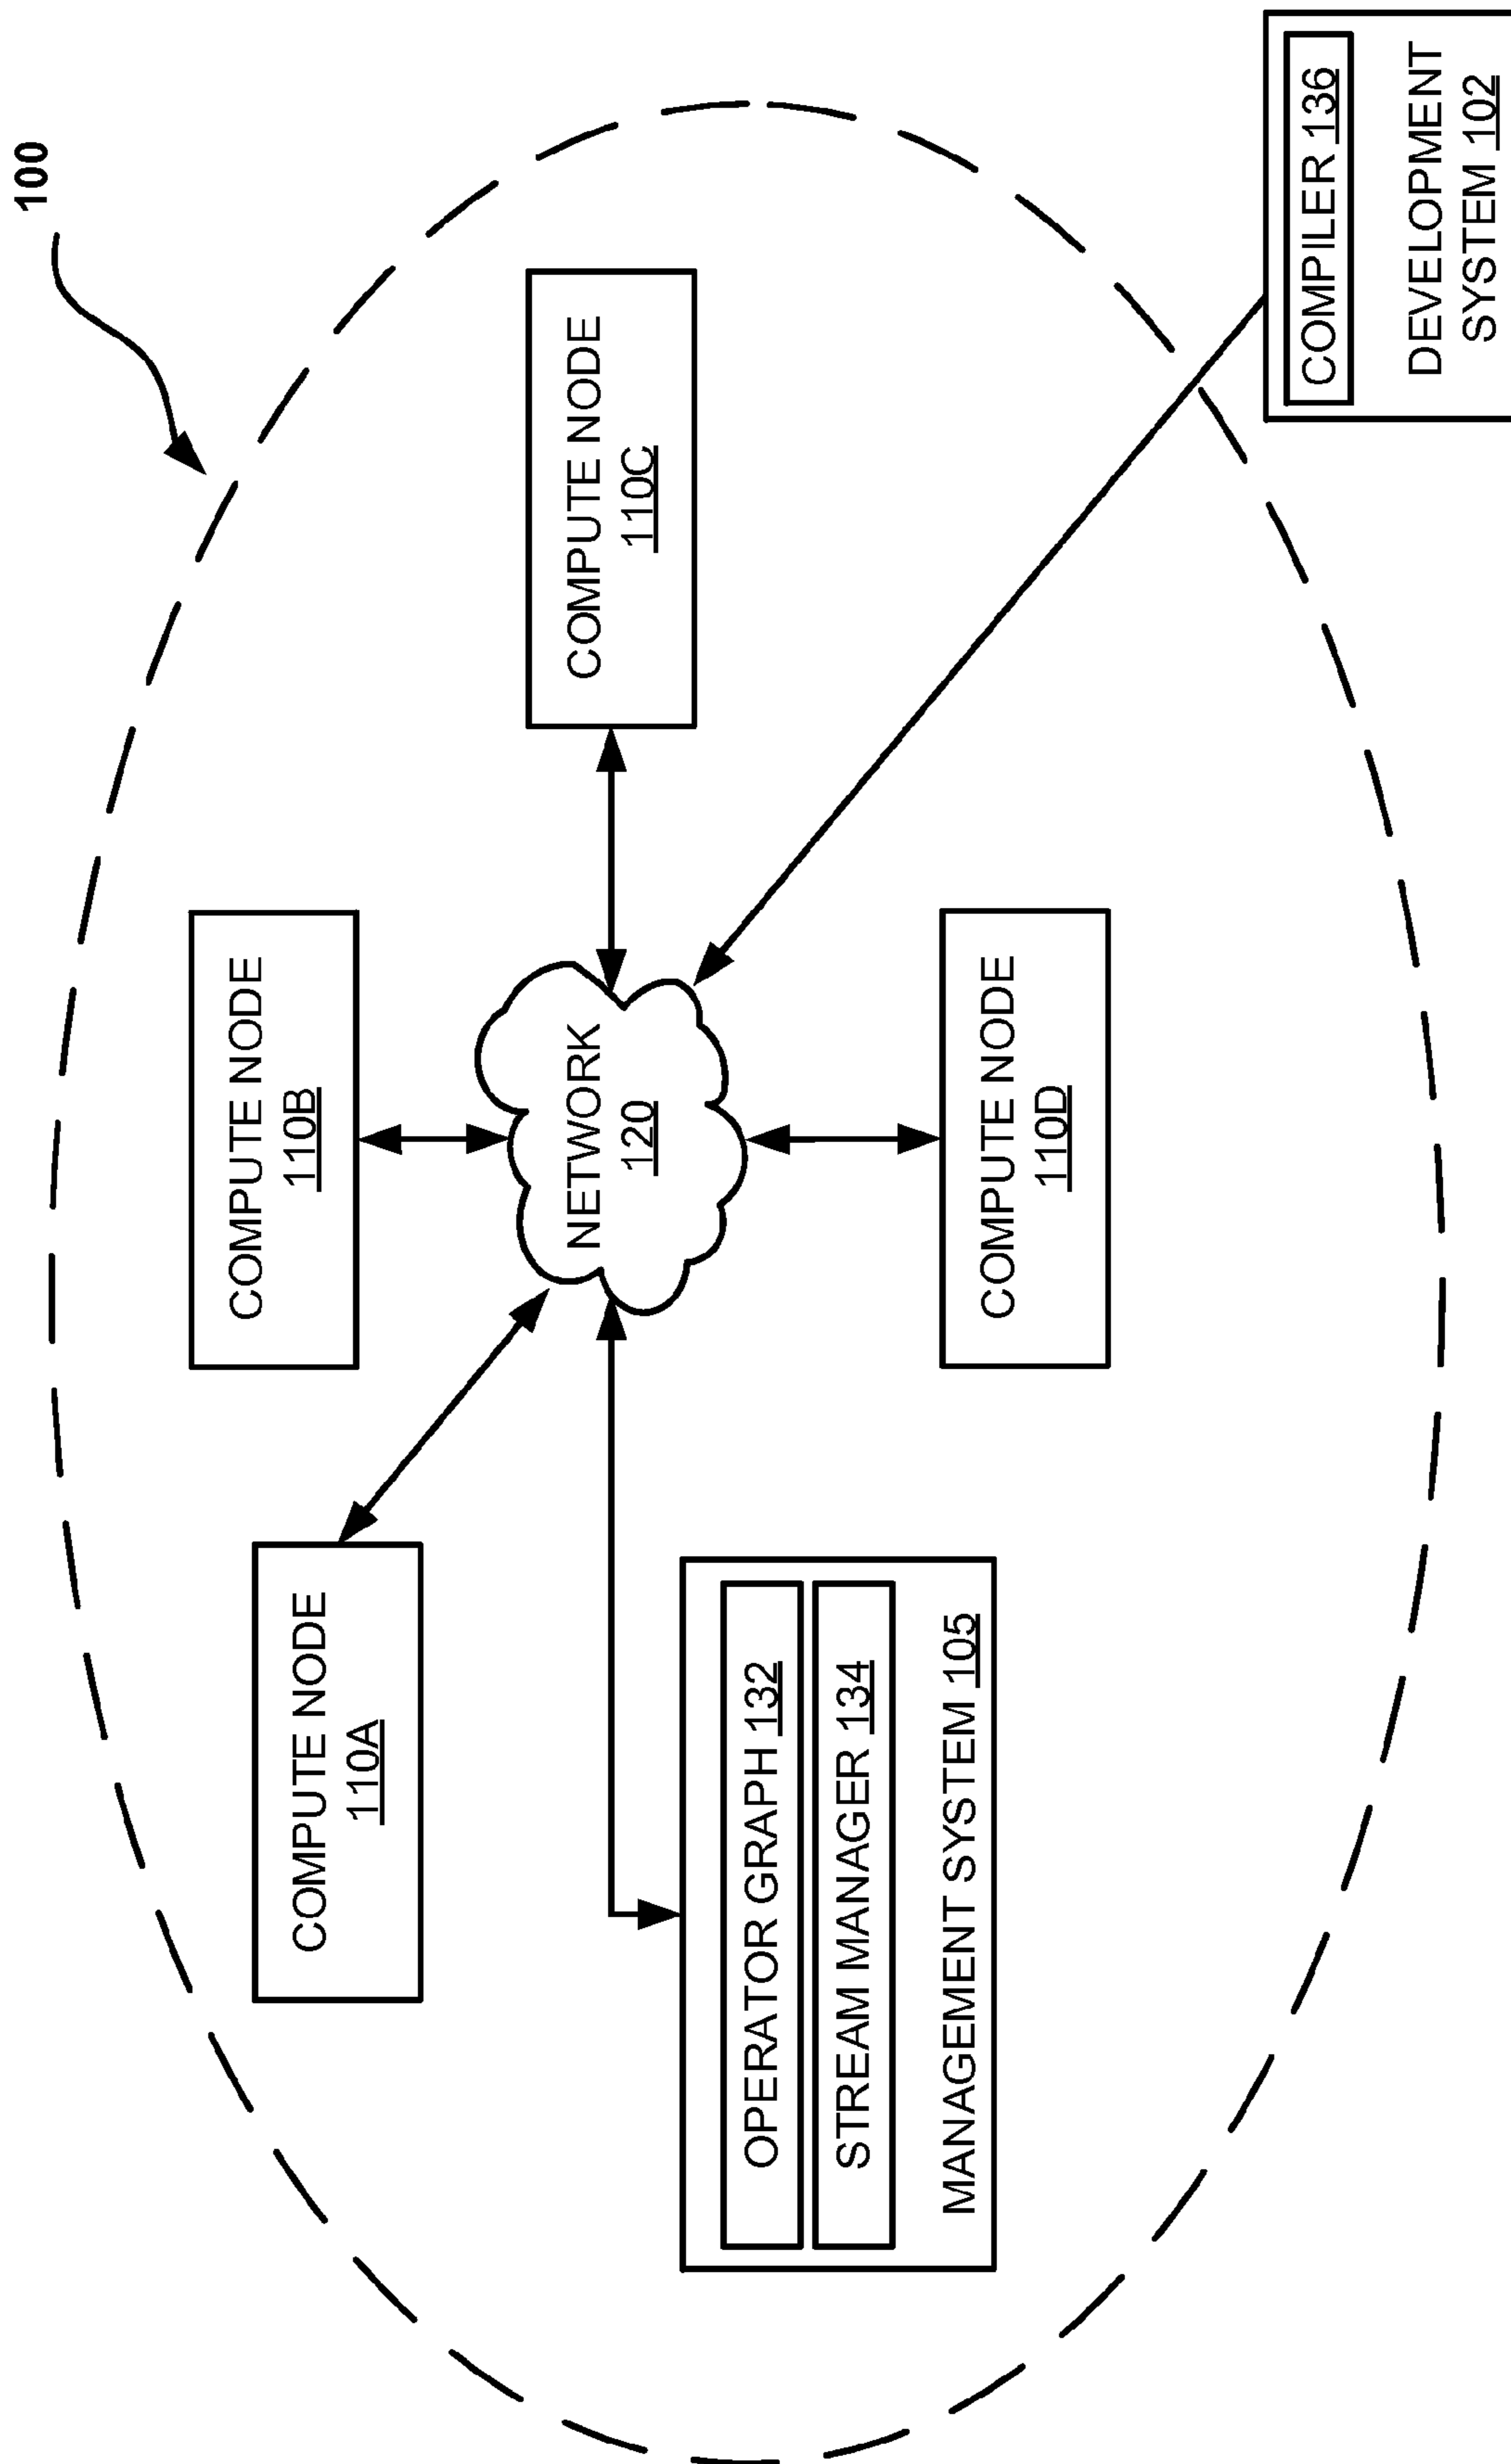 100
COMPUTE NODE
110A
COMPUTE NODE
110B
COMPUTE NODE
110C
NETWORK
120
OPERATOR GRAPH 132
STREAM MANAGER 134
MANAGEMENT SYSTEM 105
COMPUTE NODE
110D
COMPILER 136
DEVELOPMENT
SYSTEM 102